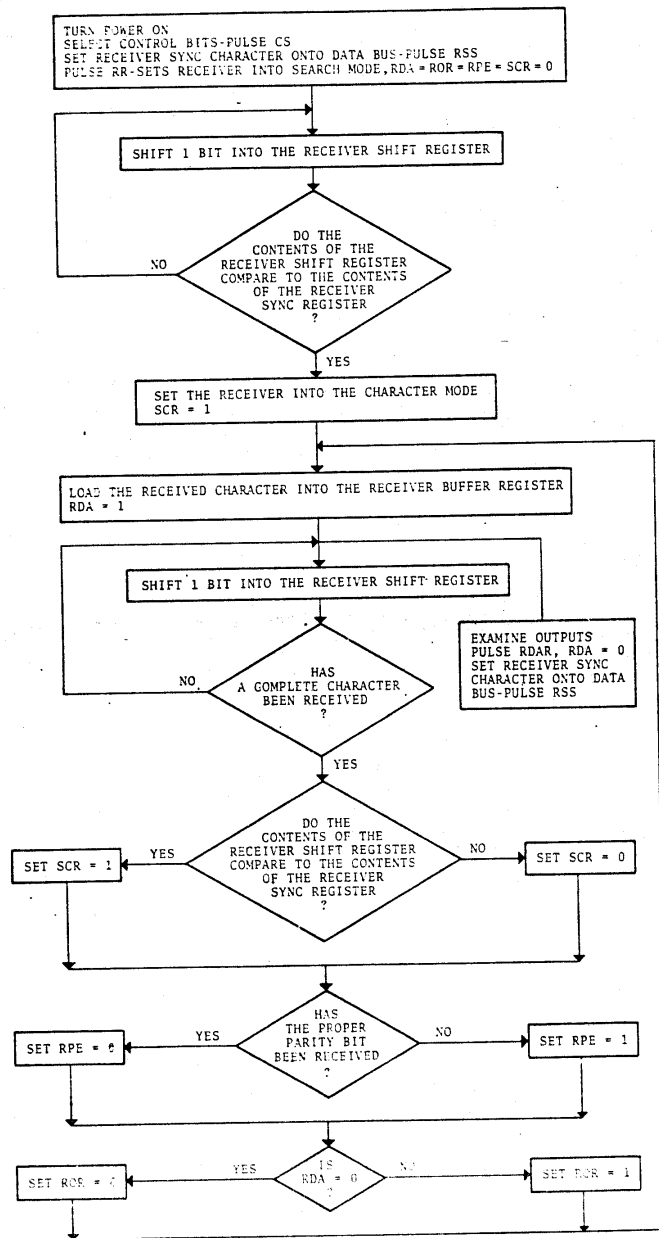 TURN POWER ON
SELECT CONTROL BITS-PULSE CS
SET RECEIVER SYNC CHARACTER ONTO DATA BUS-PULSE RSS
PULSE RR-SETS RECEIVER INTO SEARCH MODE, RDA = ROR = RPE = SCR = 0
SHIFT 1 BIT INTO THE RECEIVER SHIFT REGISTER
DO THE
CONTENTS OF THE
RECEIVER SHIFT REGISTER
COMPARE TO THE CONTENTS
OF THE RECEIVER
SYNC REGISTER
?
NO
YES
SET THE RECEIVER INTO THE CHARACTER MODE
SCR = 1
LOAD THE RECEIVED CHARACTER INTO THE RECEIVER BUFFER REGISTER
RDA = 1
SHIFT 1 BIT INTO THE RECEIVER SHIFT REGISTER
EXAMINE OUTPUTS
PULSE RDAR, RDA = 0
SET RECEIVER SYNC
CHARACTER ONTO DATA
BUS-PULSE RSS
HAS
A COMPLETE CHARACTER
BEEN RECEIVED
?
NO
YES
DO THE
CONTENTS OF THE
RECEIVER SHIFT REGISTER
COMPARE TO THE CONTENTS
OF THE RECEIVER
SYNC REGISTER
?
YES
NO
SET SCR = 1
SET SCR = 0
HAS
THE PROPER
PARITY BIT
BEEN RECEIVED
?
YES
NO
SET RPE = 0
SET RPE = 1
IS
RDA = 0
?
YES
NO
SET ROR = 0
SET ROR = 1